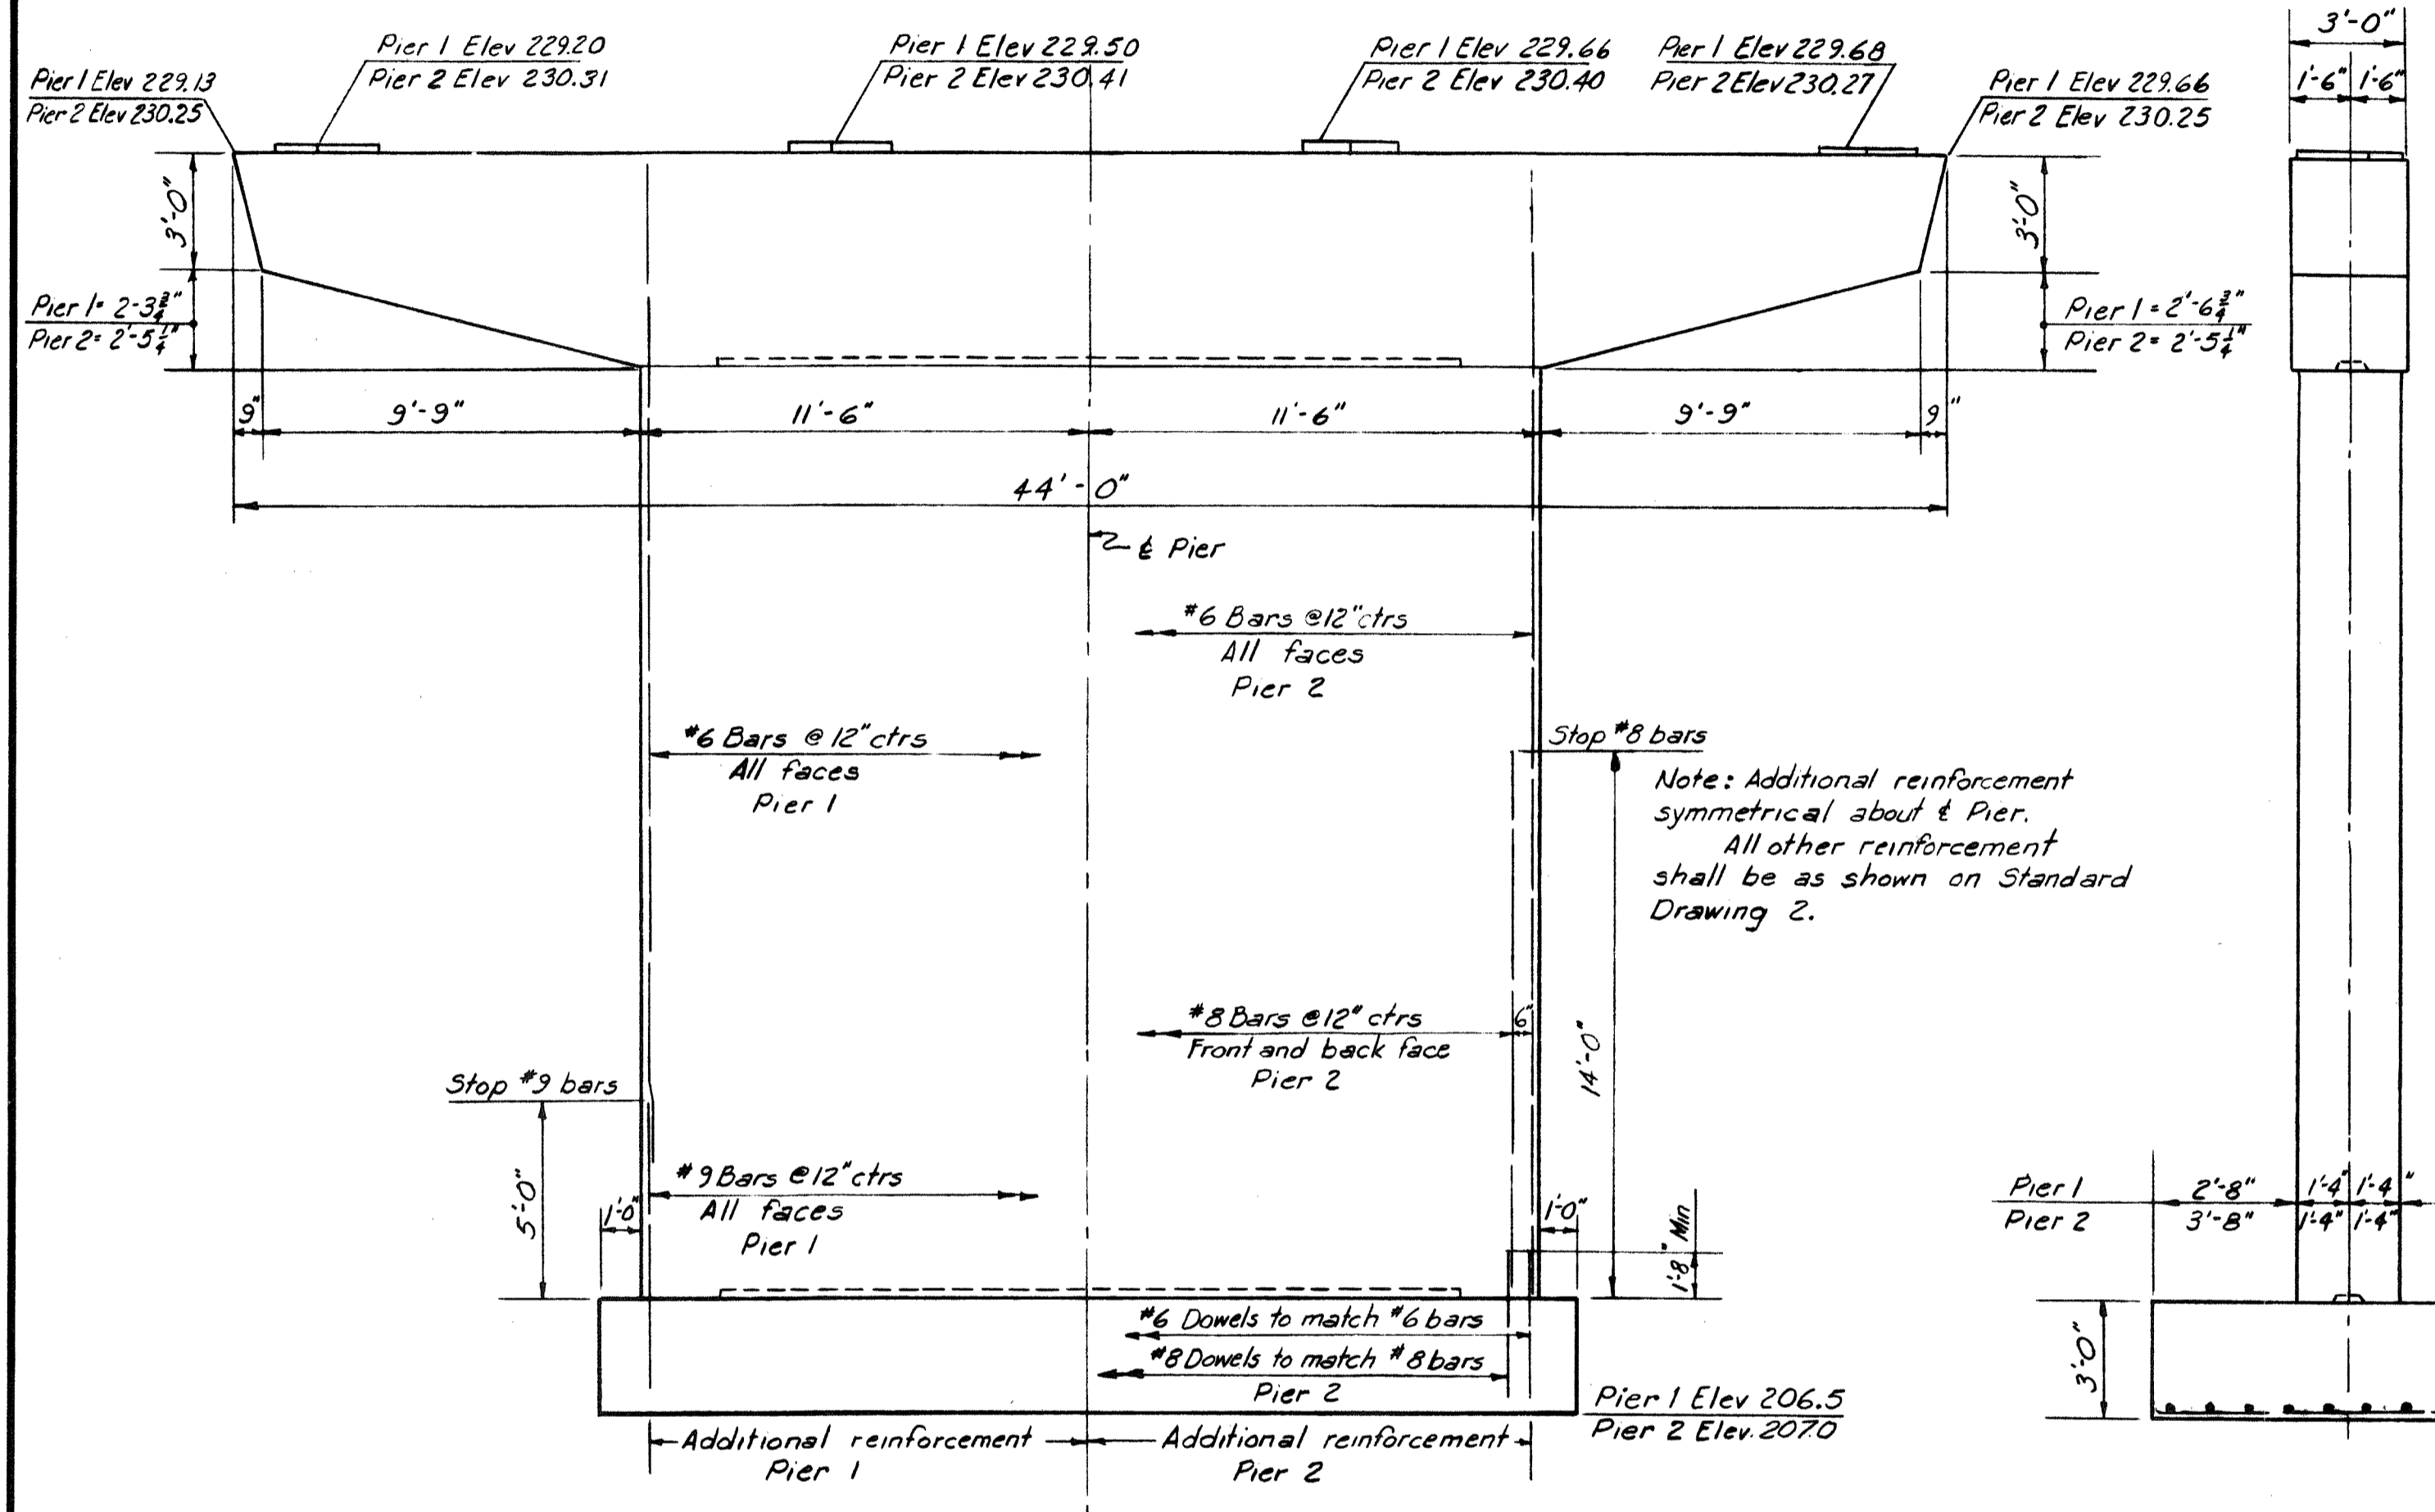 3'-0"
Pier 1 Elev 229.20
Pier 2 Elev 230.31
Pier 1 Elev 229.50
Pier 2 Elev 230.41
Pier 1 Elev 229.66
Pier 2 Elev 230.40
Pier 1 Elev 229.68
Pier 2 Elev 230.27
Pier 1 Elev 229.13
Pier 2 Elev 230.25
Pier 1 Elev 229.66
Pier 2 Elev 230.25
1'-6" 1'-6"
3'-0"
3'-0"
Pier 1= 2-3 3/4"
Pier 2= 2'-5 1/4"
Pier 1 = 2'-6 3/4"
Pier 2 = 2'-5 1/4"
9" 9'-9" 11'-6" 11'-6" 9'-9" 9"
44'-0"
℄ Pier
#6 Bars @ 12" ctrs
All faces
Pier 2
#6 Bars @ 12" ctrs
All faces
Pier 1
Stop #8 bars
Note: Additional reinforcement
symmetrical about ℄ Pier.
All other reinforcement
shall be as shown on Standard
Drawing 2.
#8 Bars @ 12" ctrs
Front and back face
Pier 2
6"
14'-0"
Stop #9 bars
5'-0"
#9 Bars @ 12" ctrs
All faces
Pier 1
1'-0"
1'-0"
1'-8" Min
Pier 1 2'-8" 1'-4" 1'-4"
Pier 2 3'-8" 1'-4" 1'-4"
#6 Dowels to match #6 bars
#8 Dowels to match #8 bars
Pier 2
3'-0"
Pier 1 Elev 206.5
Pier 2 Elev. 207.0
Additional reinforcement
Pier 1
Additional reinforcement
Pier 2